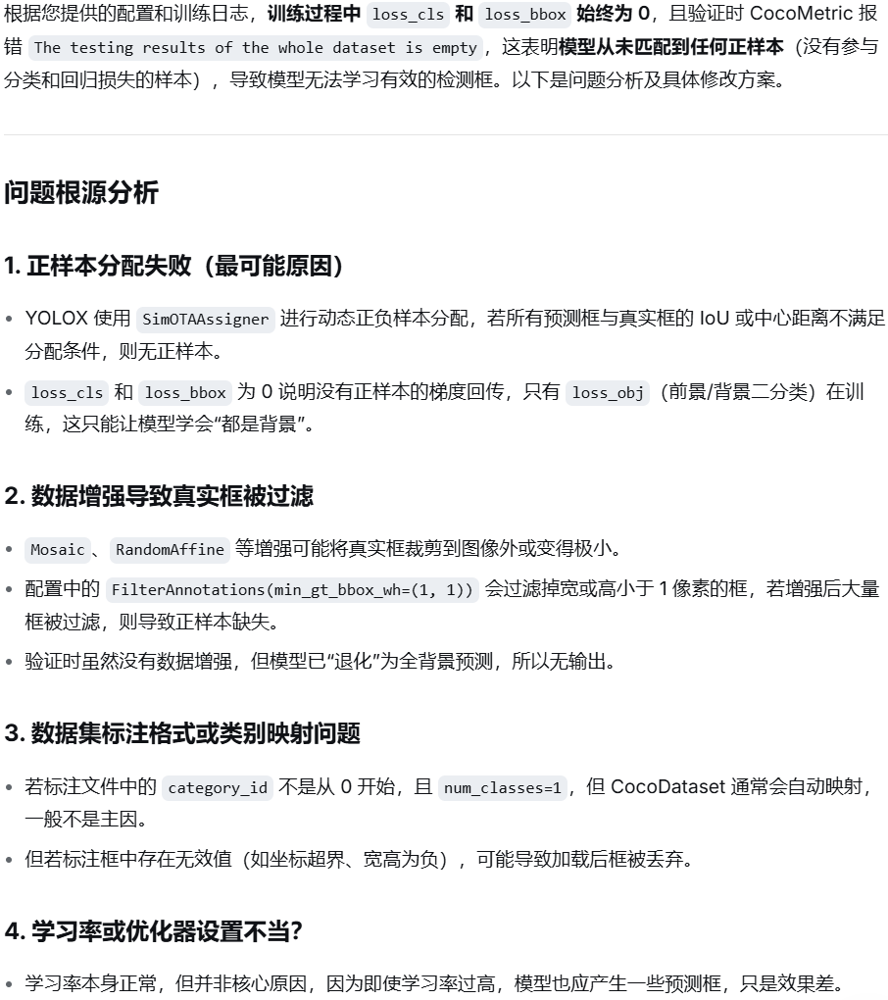 根据您提供的配置和训练日志，训练过程中 loss_cls 和 loss_bbox 始终为 0，且验证时 CocoMetric 报
错 The testing results of the whole dataset is empty，这表明模型从未匹配到任何正样本（没有参与
分类和回归损失的样本），导致模型无法学习有效的检测框。以下是问题分析及具体修改方案。
问题根源分析
1. 正样本分配失败（最可能原因）
• YOLOX 使用 SimOTAAssigner 进行动态正负样本分配，若所有预测框与真实框的 IoU 或中心距离不满足
分配条件，则无正样本。
• loss_cls 和 loss_bbox 为 0 说明没有正样本的梯度回传，只有 loss_obj（前景/背景二分类）在训
练，这只能让模型学会“都是背景”。
2. 数据增强导致真实框被过滤
• Mosaic、RandomAffine 等增强可能将真实框裁剪到图像外或变得极小。
• 配置中的 FilterAnnotations(min_gt_bbox_wh=(1, 1)) 会过滤掉宽或高小于 1 像素的框，若增强后大量
框被过滤，则导致正样本缺失。
• 验证时虽然没有数据增强，但模型已“退化”为全背景预测，所以无输出。
3. 数据集标注格式或类别映射问题
• 若标注文件中的 category_id 不是从 0 开始，且 num_classes=1，但 CocoDataset 通常会自动映射，
一般不是主因。
• 但若标注框中存在无效值（如坐标超界、宽高为负），可能导致加载后框被丢弃。
4. 学习率或优化器设置不当？
• 学习率本身正常，但并非核心原因，因为即使学习率过高，模型也应产生一些预测框，只是效果差。